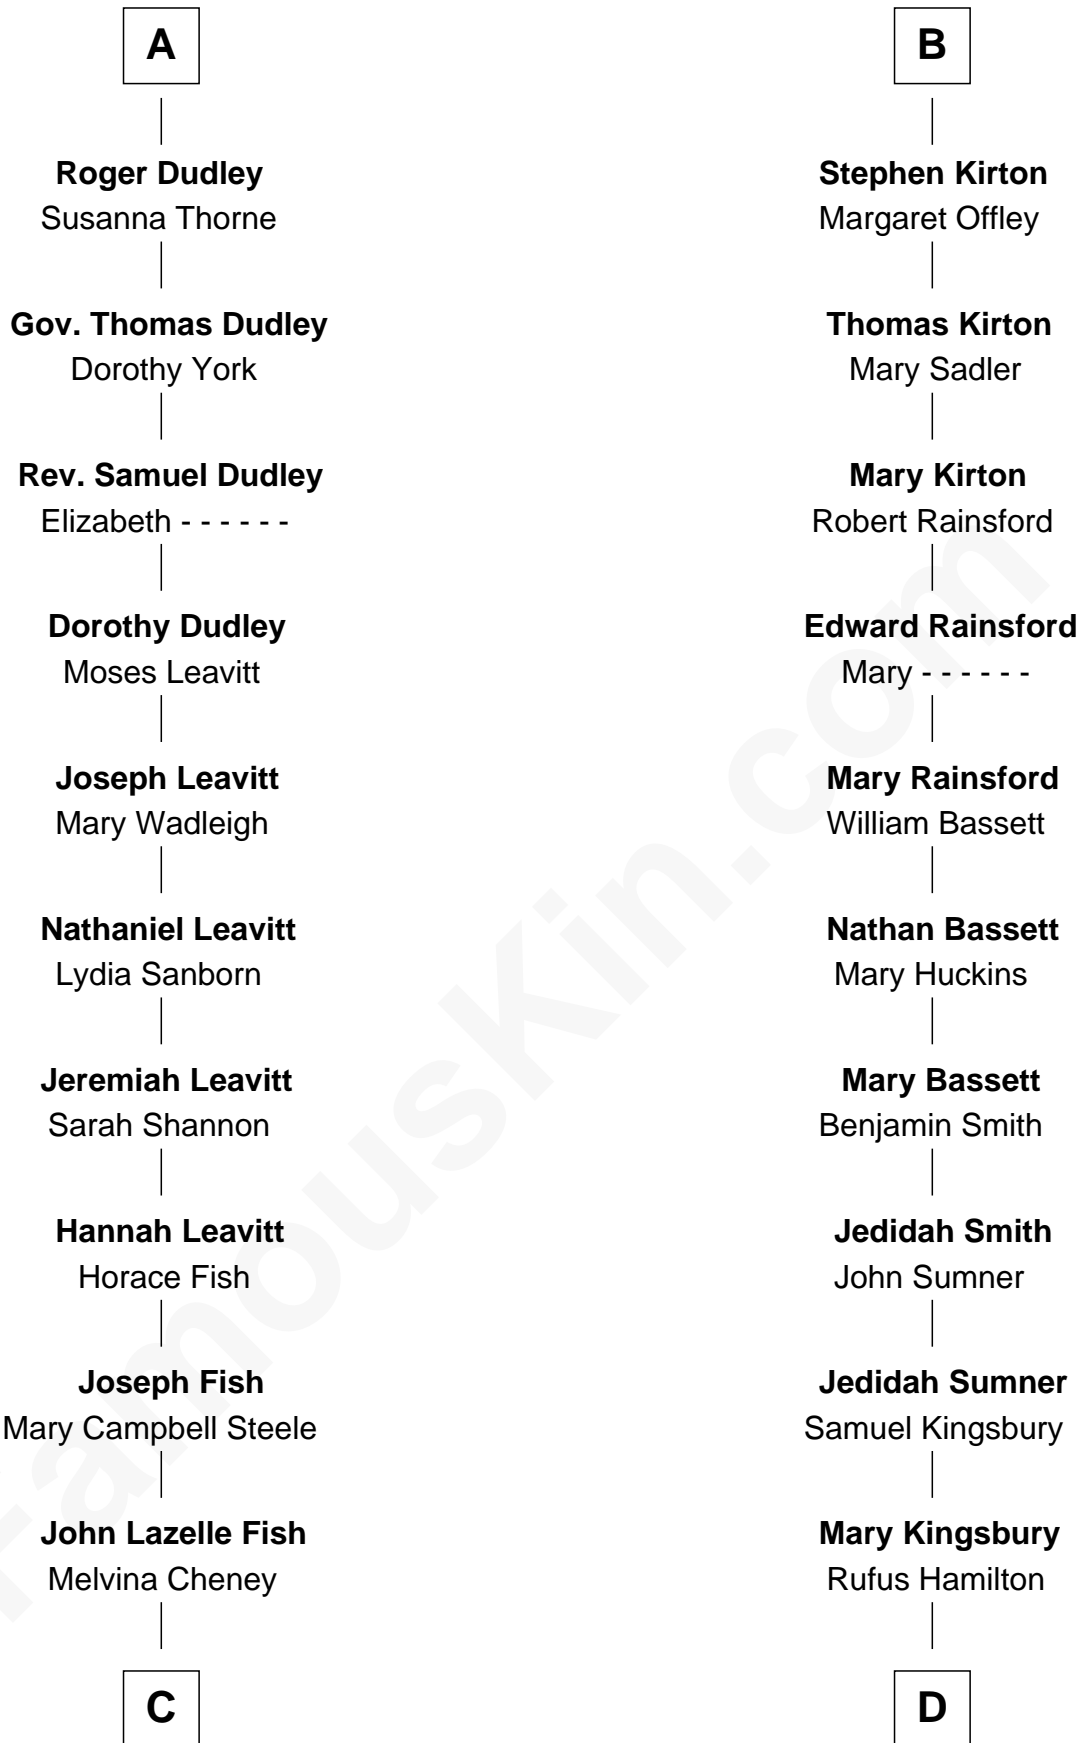 A
Roger Dudley
Susanna Thorne
Gov. Thomas Dudley
Dorothy York
Rev. Samuel Dudley
Elizabeth - - - - - -
Dorothy Dudley
Moses Leavitt
Joseph Leavitt
Mary Wadleigh
Nathaniel Leavitt
Lydia Sanborn
Jeremiah Leavitt
Sarah Shannon
Hannah Leavitt
Horace Fish
Joseph Fish
Mary Campbell Steele
John Lazelle Fish
Melvina Cheney
C
B
Stephen Kirton
Margaret Offley
Thomas Kirton
Mary Sadler
Mary Kirton
Robert Rainsford
Edward Rainsford
Mary - - - - - -
Mary Rainsford
William Bassett
Nathan Bassett
Mary Huckins
Mary Bassett
Benjamin Smith
Jedidah Smith
John Sumner
Jedidah Sumner
Samuel Kingsbury
Mary Kingsbury
Rufus Hamilton
D
FamousKin.com